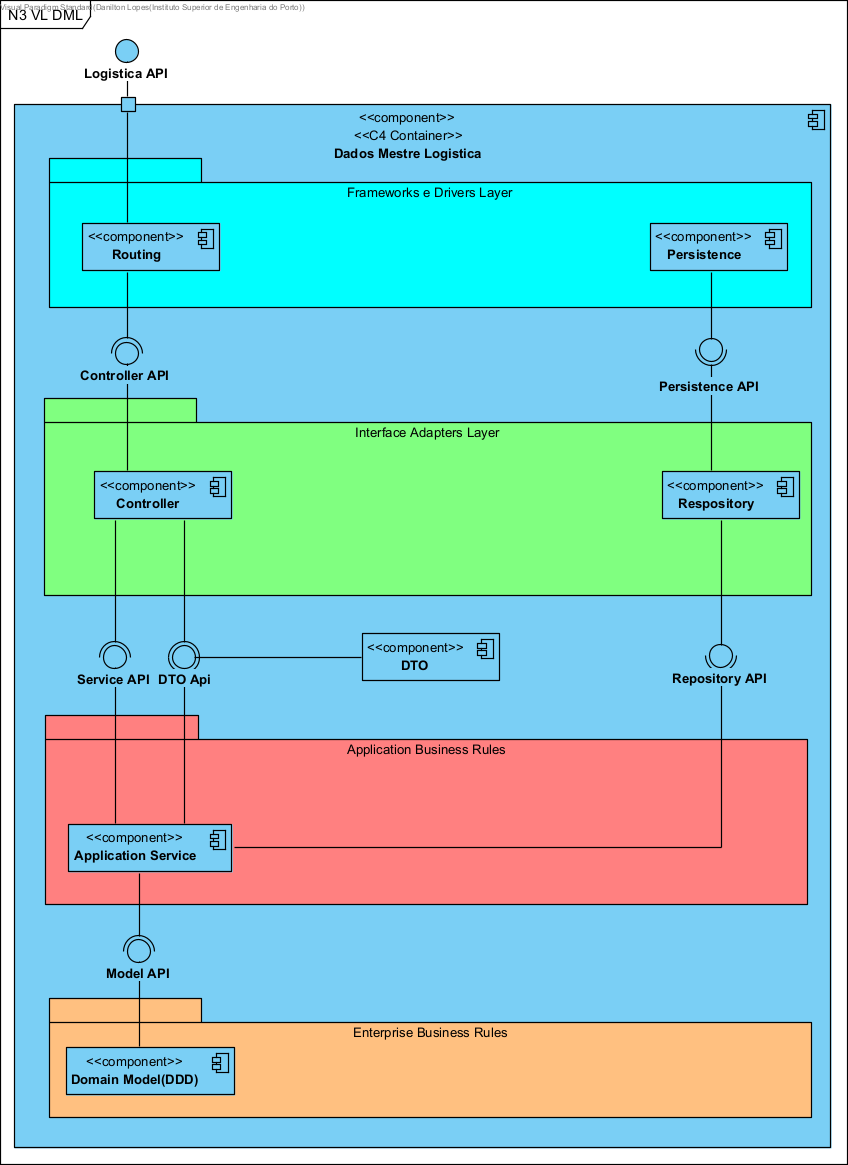 Visual Paradigm Standard(Danilton Lopes(Instituto Superior de Engenharia do Porto))
N3 VL DML
Logistica API
<<component>>
<<C4 Container>>
Dados Mestre Logistica
Frameworks e Drivers Layer
<<component>>
Routing
<<component>>
Persistence
Controller API
Persistence API
Interface Adapters Layer
<<component>>
Controller
<<component>>
Respository
<<component>>
DTO
Service API
DTO Api
Repository API
Application Business Rules
<<component>>
Application Service
Model API
Enterprise Business Rules
<<component>>
Domain Model(DDD)